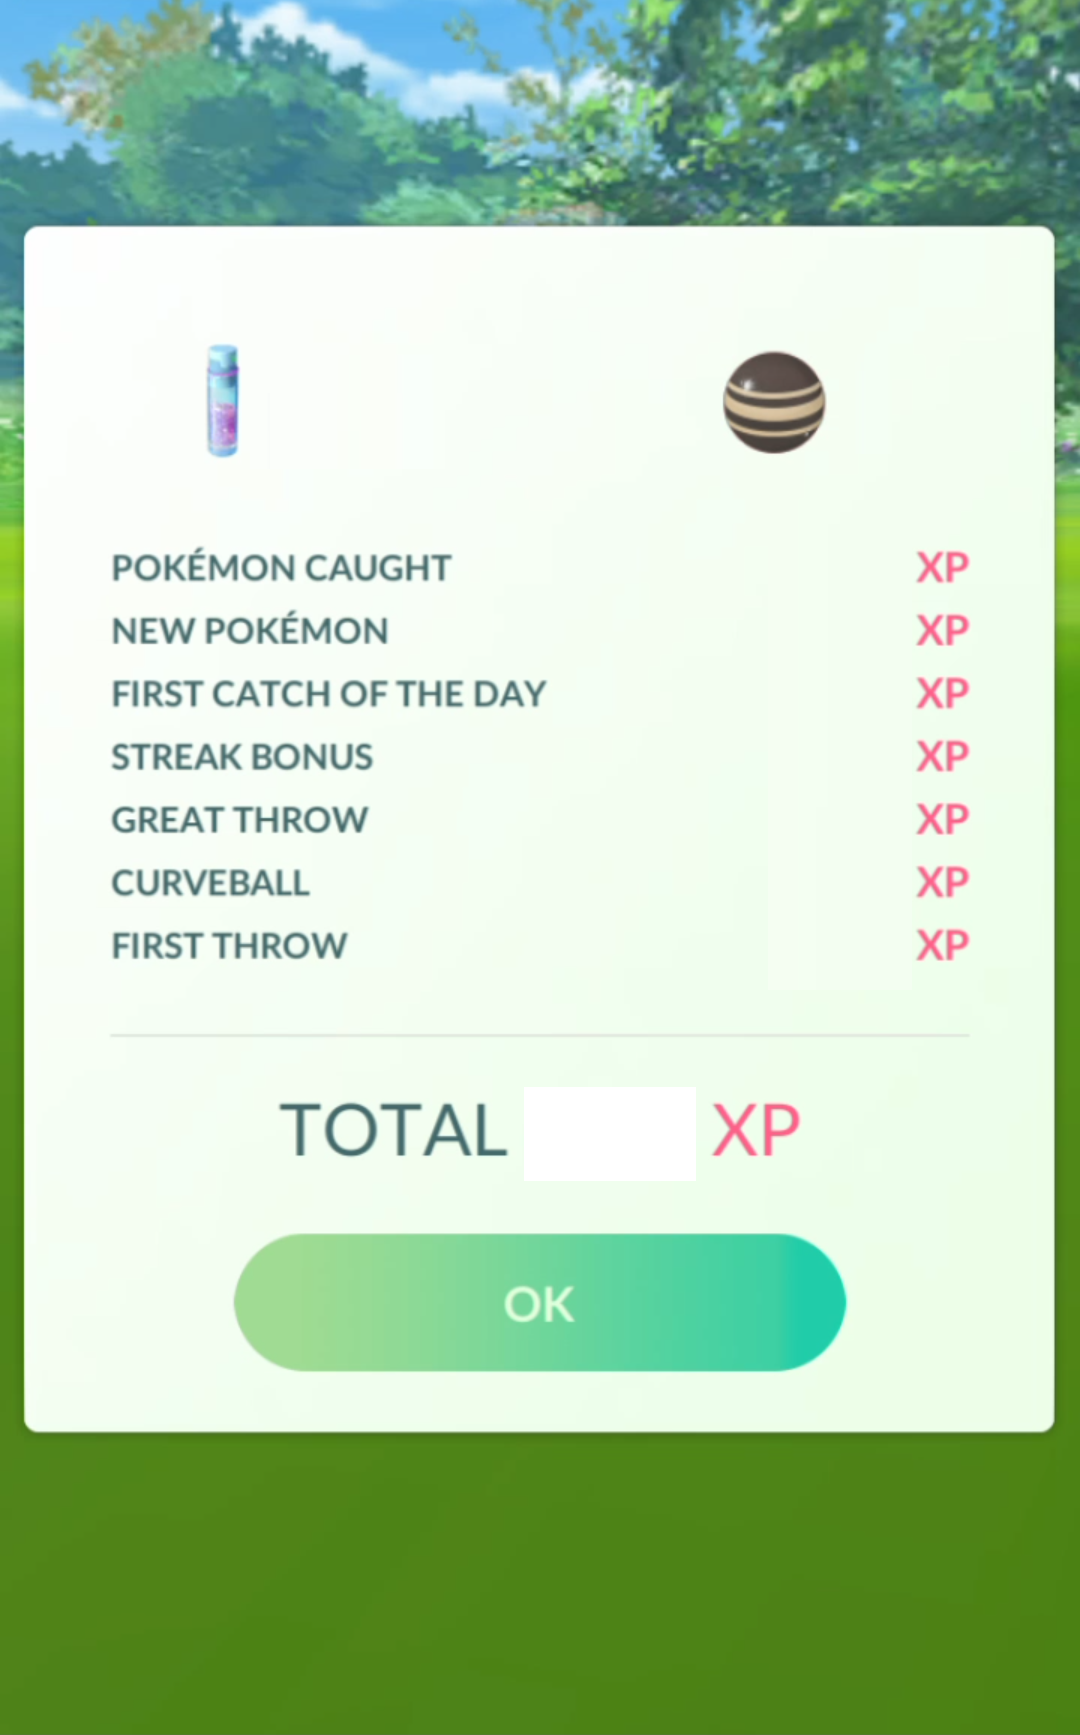 POKÉMON CAUGHT XP
NEW POKÉMON XP
FIRST CATCH OF THE DAY XP
STREAK BONUS XP
GREAT THROW XP
CURVEBALL XP
FIRST THROW XP
TOTAL XP
OK